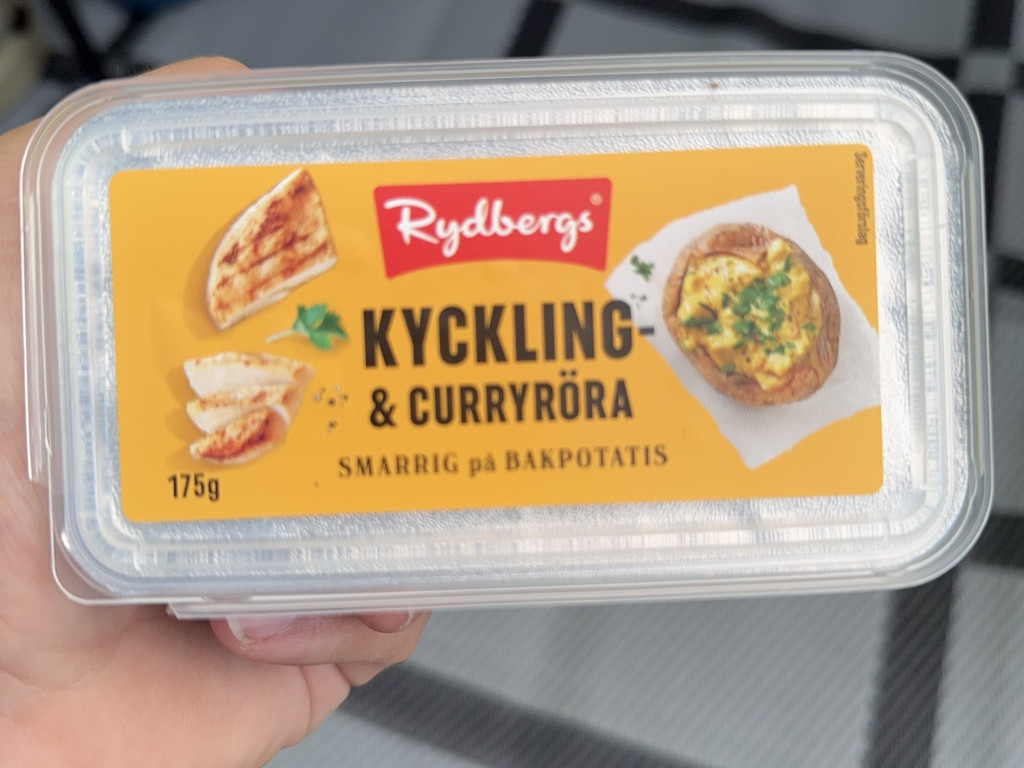 Rydbergs
KYCKLING-
& CURRYRÖRA
SMARRIG på BAKPOTATIS
175g
Serveringsförslag